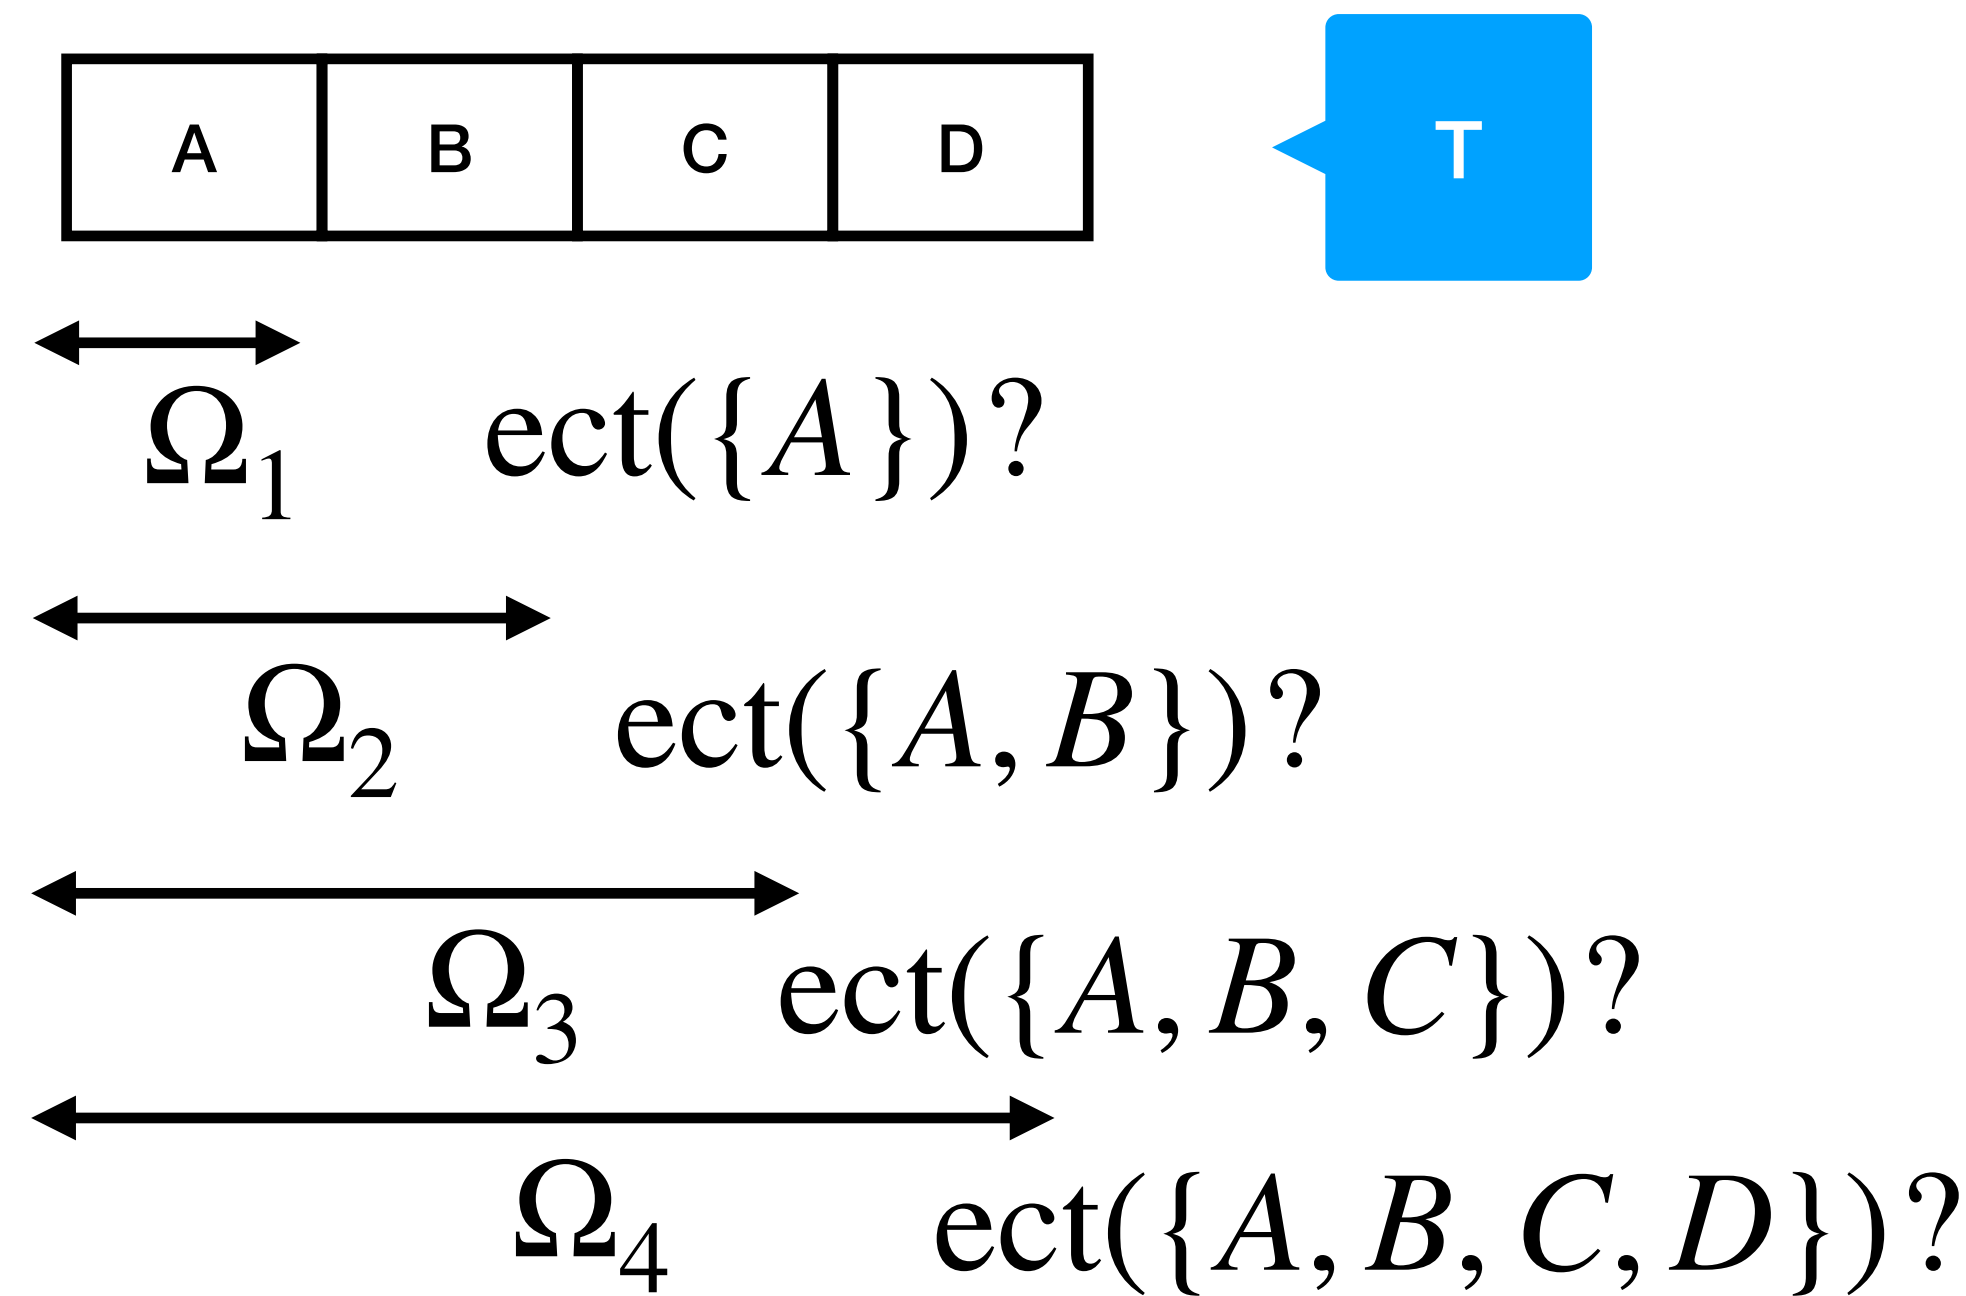 A B C D T
Ω₁ ect({A})?
Ω₂ ect({A, B})?
Ω₃ ect({A, B, C})?
Ω₄ ect({A, B, C, D})?